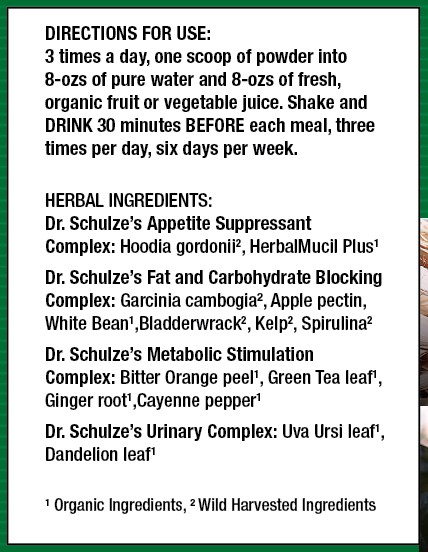 DIRECTIONS FOR USE:
3 times a day, one scoop of powder into
8-ozs of pure water and 8-ozs of fresh,
organic fruit or vegetable juice. Shake and
DRINK 30 minutes BEFORE each meal, three
times per day, six days per week.
HERBAL INGREDIENTS:
Dr. Schulze's Appetite Suppressant
Complex: Hoodia gordonii², HerbalMucil Plus¹
Dr. Schulze's Fat and Carbohydrate Blocking
Complex: Garcinia cambogia², Apple pectin,
White Bean¹,Bladderwrack², Kelp², Spirulina²
Dr. Schulze's Metabolic Stimulation
Complex: Bitter Orange peel¹, Green Tea leaf¹,
Ginger root¹,Cayenne pepper¹
Dr. Schulze's Urinary Complex: Uva Ursi leaf¹,
Dandelion leaf¹
¹ Organic Ingredients, ² Wild Harvested Ingredients